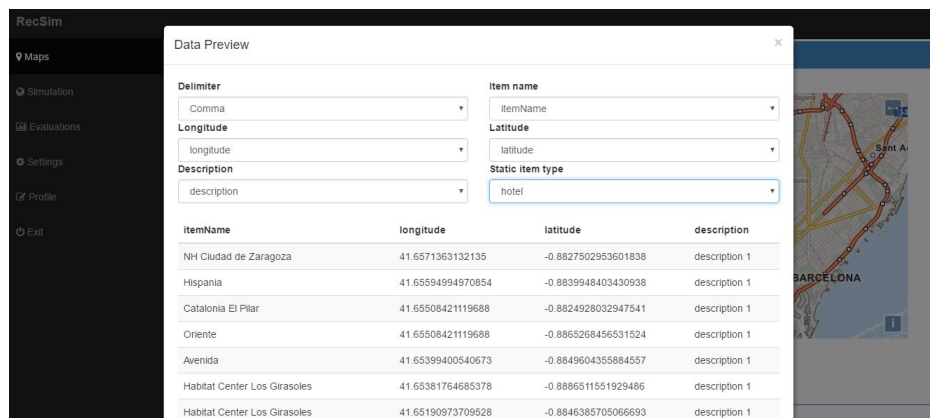 RecSim
Maps
Simulation
Evaluations
Settings
Profile
Exit
Data Preview
×
Delimiter
Item name
Comma
itemName
Longitude
Latitude
longitude
latitude
Description
Static item type
description
hotel
itemName longitude latitude description
NH Ciudad de Zaragoza 41.6571363132135 -0.8827502953601838 description 1
Hispania 41.65594994970854 -0.8839948403430938 description 1
Catalonia El Pilar 41.65508421119688 -0.8824928032947541 description 1
Oriente 41.65508421119688 -0.8865268456531524 description 1
Avenida 41.65399400540673 -0.8849604355884557 description 1
Habitat Center Los Girasoles 41.65381764685378 -0.8886511551929486 description 1
Habitat Center Los Girasoles 41.65190973709528 -0.8846385705066693 description 1
Sant
BARCELONA
i